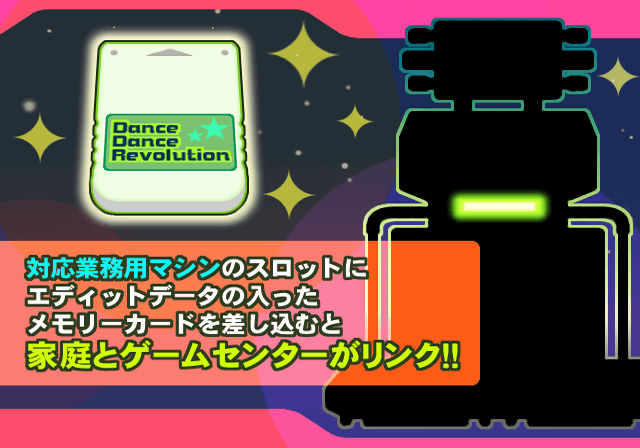 Dance
Dance
Revolution
対応業務用マシンのスロットに
エディットデータの入った
メモリーカードを差し込むと
家庭とゲームセンターがリンク!!